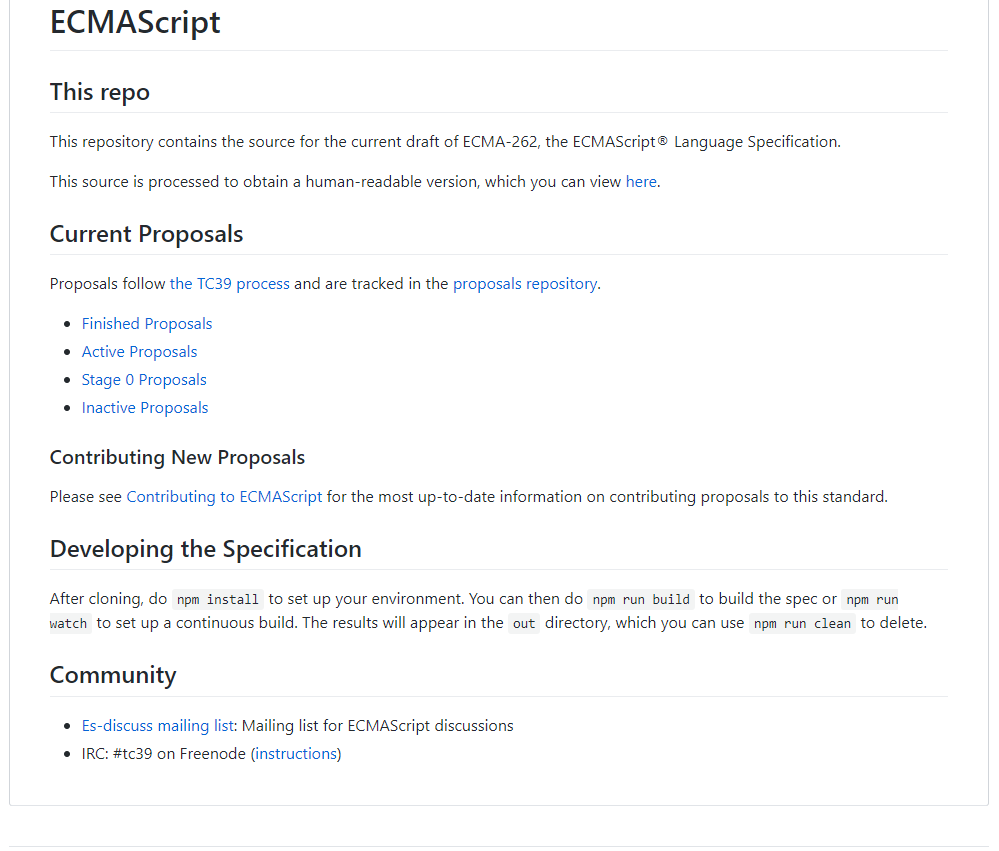 ECMAScript
This repo
This repository contains the source for the current draft of ECMA-262, the ECMAScript® Language Specification.
This source is processed to obtain a human-readable version, which you can view here.
Current Proposals
Proposals follow the TC39 process and are tracked in the proposals repository.
Finished Proposals
Active Proposals
Stage 0 Proposals
Inactive Proposals
Contributing New Proposals
Please see Contributing to ECMAScript for the most up-to-date information on contributing proposals to this standard.
Developing the Specification
After cloning, do npm install to set up your environment. You can then do npm run build to build the spec or npm run
watch to set up a continuous build. The results will appear in the out directory, which you can use npm run clean to delete.
Community
Es-discuss mailing list: Mailing list for ECMAScript discussions
IRC: #tc39 on Freenode (instructions)